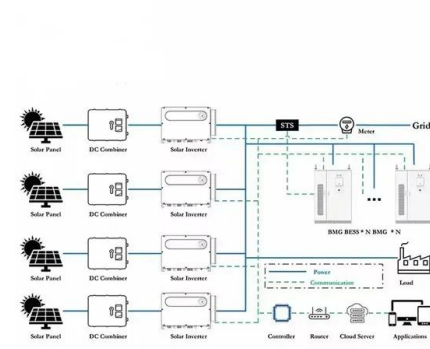 STS
Meter
Grid
Solar Panel DC Combiner Solar Inverter
Solar Panel DC Combiner Solar Inverter
BMG BESS * N BMG * N
Solar Panel DC Combiner Solar Inverter
Power
Communication
Load
Solar Panel DC Combiner Solar Inverter
Controller Router Cloud Server Applications